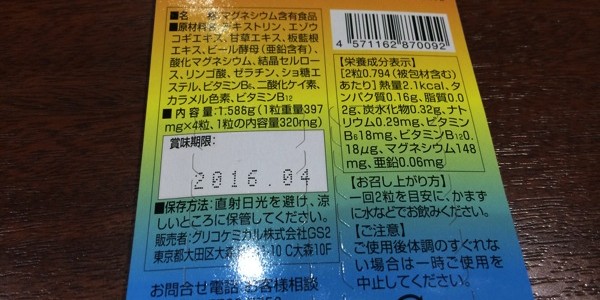 ■名 称:マグネシウム含有食品
■原材料名:デキストリン、エゾウ
コギエキス、甘草エキス、板藍根
エキス、ビール酵母(亜鉛含有)、
酸化マグネシウム、結晶セルロー
ス、リンゴ酸、ゼラチン、ショ糖エ
ステル、ビタミンB6、二酸化ケイ素、
カラメル色素、ビタミンB12
■内 容 量:1.586g(1粒重量397
mg×4粒、1粒の内容量320mg)
賞味期限:
2016.04
■保存方法:直射日光を避け、涼
しいところに保管してください。
販売者:グリコケミカル株式会社GS2
東京都大田区大森 10 C大森10F
お問合せ電話 お客様相談
4571162870092
【栄養成分表示】
[2粒0.794(被包材含む)
あたり]熱量2.1kcal、タ
ンパク質0.16g、脂質0.0
2g、炭水化物0.32g、ナト
リウム0.29mg、ビタミン
B618mg、ビタミンB120.
18μg、マグネシウム148
mg、亜鉛0.06mg
【お召し上がり方】
一回2粒を目安に、かまず
に水などでお飲みください。
【ご注意】
ご使用後体調のすぐれな
い場合は一時ご使用を
中止してください。